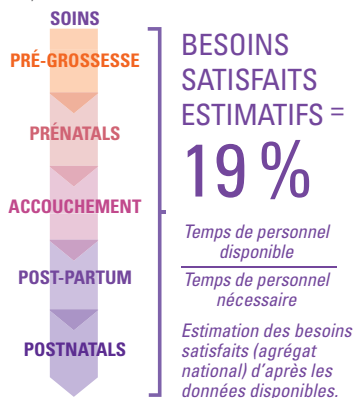 SOINS
PRÉ-GROSSESSE
PRÉNATALS
ACCOUCHEMENT
POST-PARTUM
POSTNATALS
BESOINS
SATISFAITS
ESTIMATIFS =
19 %
Temps de personnel
disponible
Temps de personnel
nécessaire
Estimation des besoins
satisfaits (agrégat
national) d’après les
données disponibles.